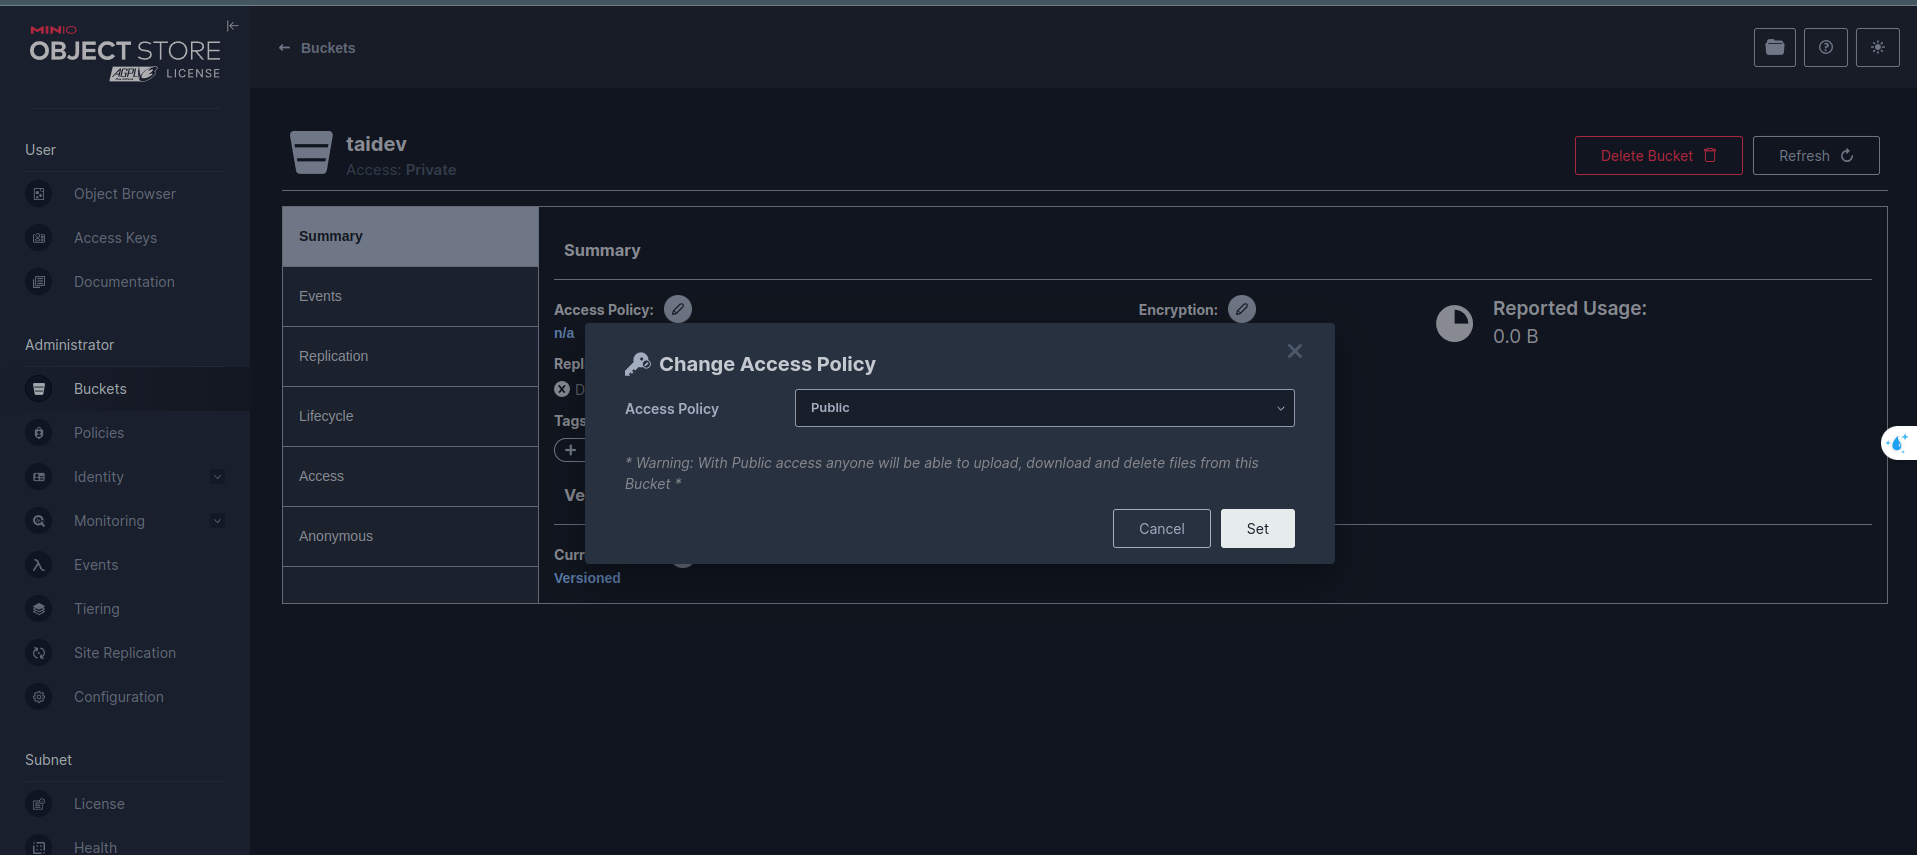 MINIO
OBJECT STORE
AGPLv3 LICENSE
Buckets
User
Object Browser
Access Keys
Documentation
Administrator
Buckets
Policies
Identity
Monitoring
Events
Tiering
Site Replication
Configuration
Subnet
License
Health
taidev
Access: Private
Delete Bucket
Refresh
Summary
Events
Replication
Lifecycle
Access
Anonymous
Summary
Access Policy:
n/a
Encryption:
Reported Usage:
0.0 B
Repl
D
Tags
Ve
Curr
Versioned
Change Access Policy
Access Policy
Public
* Warning: With Public access anyone will be able to upload, download and delete files from this
Bucket *
Cancel
Set